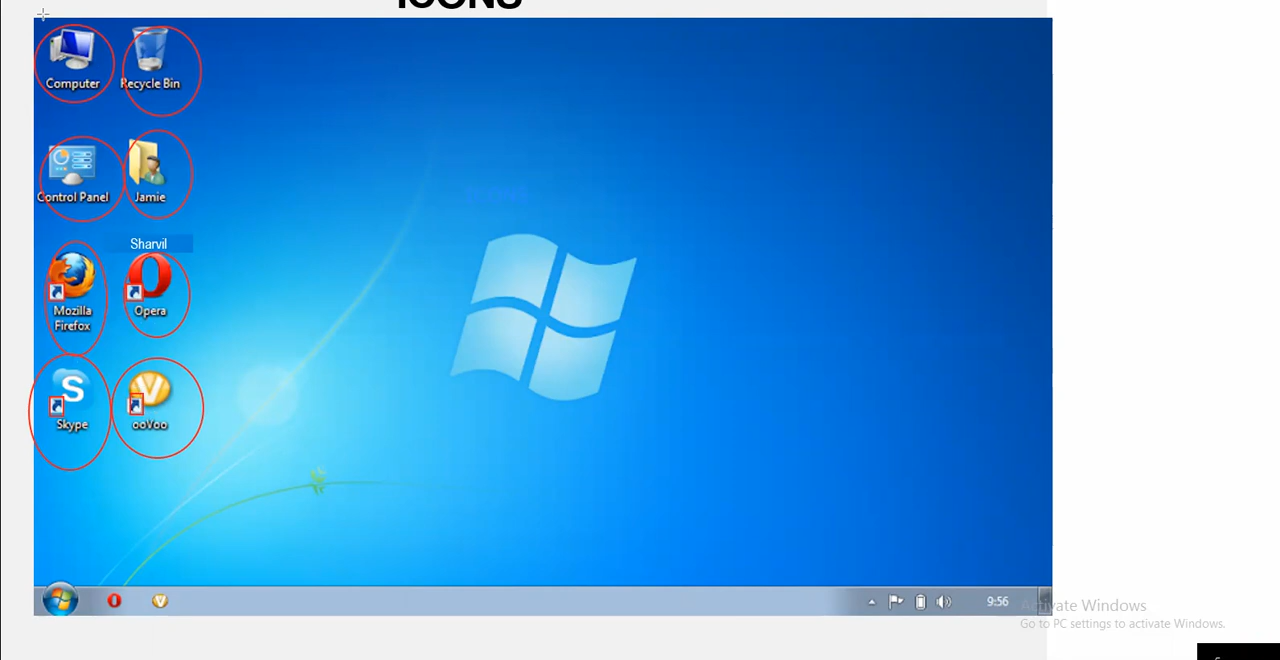 ICONS
Computer
Recycle Bin
Control Panel
Jamie
Sharvil
Mozilla
Firefox
Opera
Skype
ooVoo
9:56
Activate Windows
Go to PC settings to activate Windows.